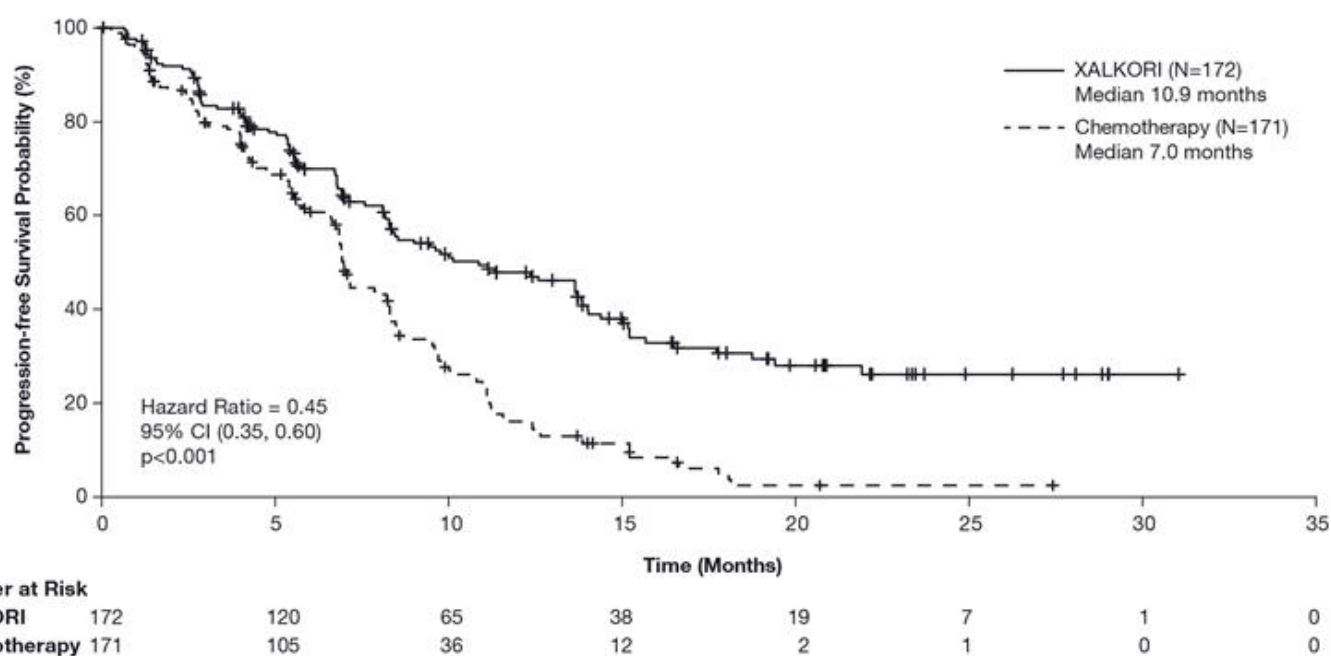 Progression-free Survival Probability (%)
100
80
60
40
20
0
XALKORI (N=172)
Median 10.9 months
Chemotherapy (N=171)
Median 7.0 months
Hazard Ratio = 0.45
95% CI (0.35, 0.60)
p<0.001
0 5 10 15 20 25 30 35
Time (Months)
er at Risk
ORI 172 120 65 38 19 7 1 0
otherapy 171 105 36 12 2 1 0 0